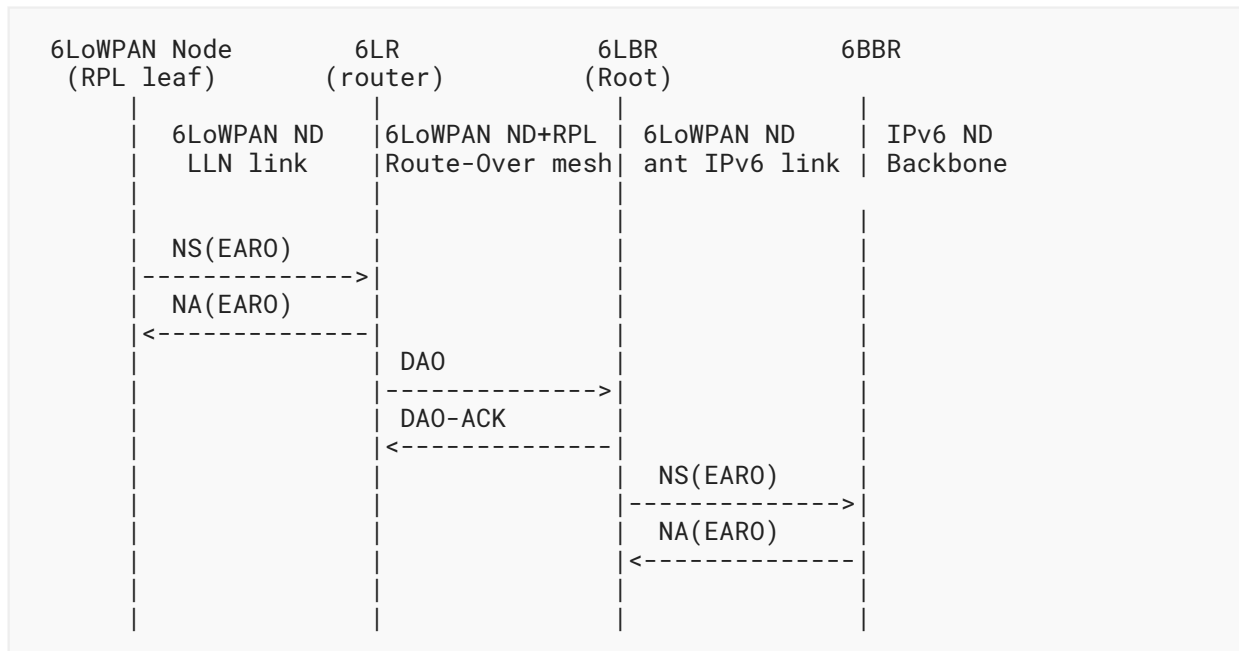 6LoWPAN Node 6LR 6LBR 6BBR
(RPL leaf) (router) (Root)
6LoWPAN ND 6LoWPAN ND+RPL 6LoWPAN ND IPv6 ND
LLN link Route-Over mesh ant IPv6 link Backbone
NS(EARO)
NA(EARO)
DAO
DAO-ACK
NS(EARO)
NA(EARO)